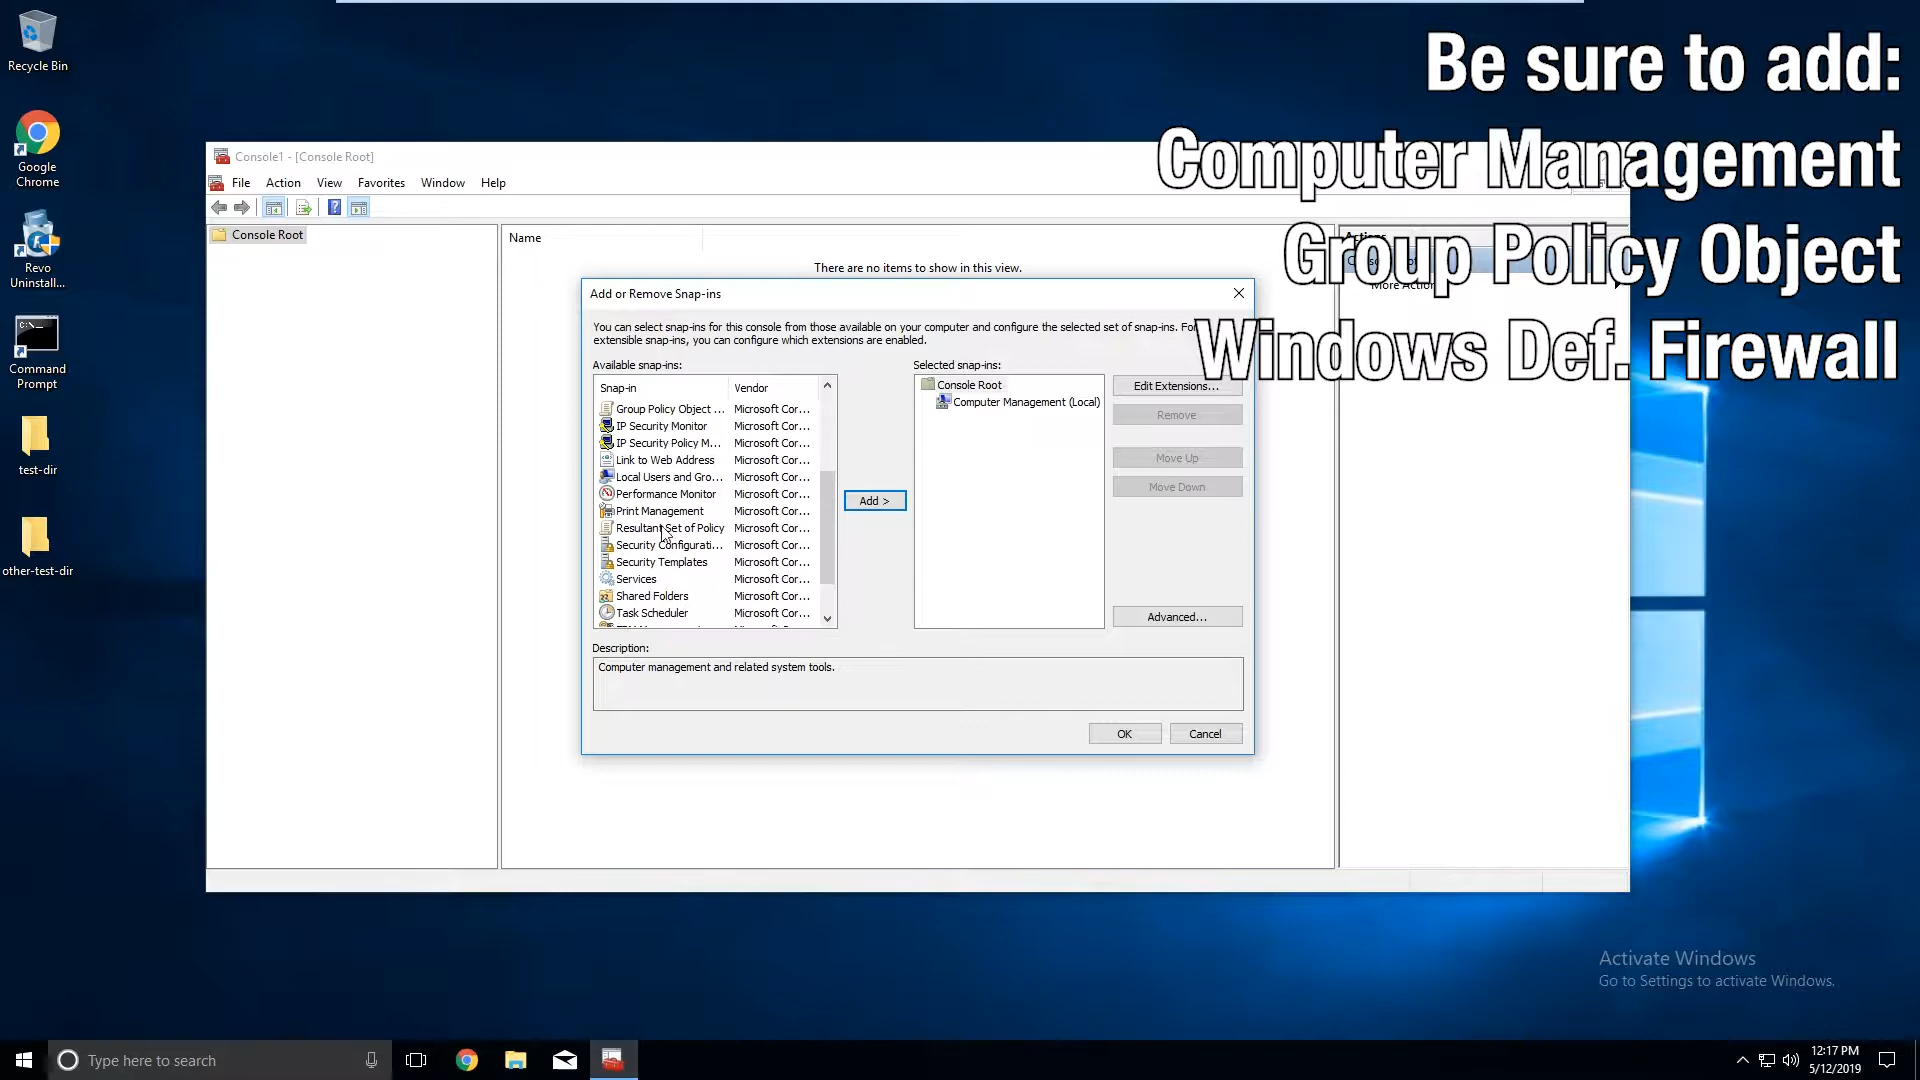 Recycle Bin
Google
Chrome
Revo
Uninstall...
Command
Prompt
test-dir
other-test-dir
Be sure to add:
Computer Management
Group Policy Object
Windows Def. Firewall
Console1 - [Console Root]
File Action View Favorites Window Help
Console Root
Name
There are no items to show in this view.
Actions
More Action
Add or Remove Snap-ins
You can select snap-ins for this console from those available on your computer and configure the selected set of snap-ins. For
extensible snap-ins, you can configure which extensions are enabled.
Available snap-ins:
Snap-in Vendor
Group Policy Object ... Microsoft Cor...
IP Security Monitor Microsoft Cor...
IP Security Policy M... Microsoft Cor...
Link to Web Address Microsoft Cor...
Local Users and Gro... Microsoft Cor...
Performance Monitor Microsoft Cor...
Print Management Microsoft Cor...
Resultant Set of Policy Microsoft Cor...
Security Configurati... Microsoft Cor...
Security Templates Microsoft Cor...
Services Microsoft Cor...
Shared Folders Microsoft Cor...
Task Scheduler Microsoft Cor...
Add >
Selected snap-ins:
Console Root
Computer Management (Local)
Edit Extensions...
Remove
Move Up
Move Down
Advanced...
Description:
Computer management and related system tools.
OK Cancel
Activate Windows
Go to Settings to activate Windows.
Type here to search
12:17 PM
5/12/2019